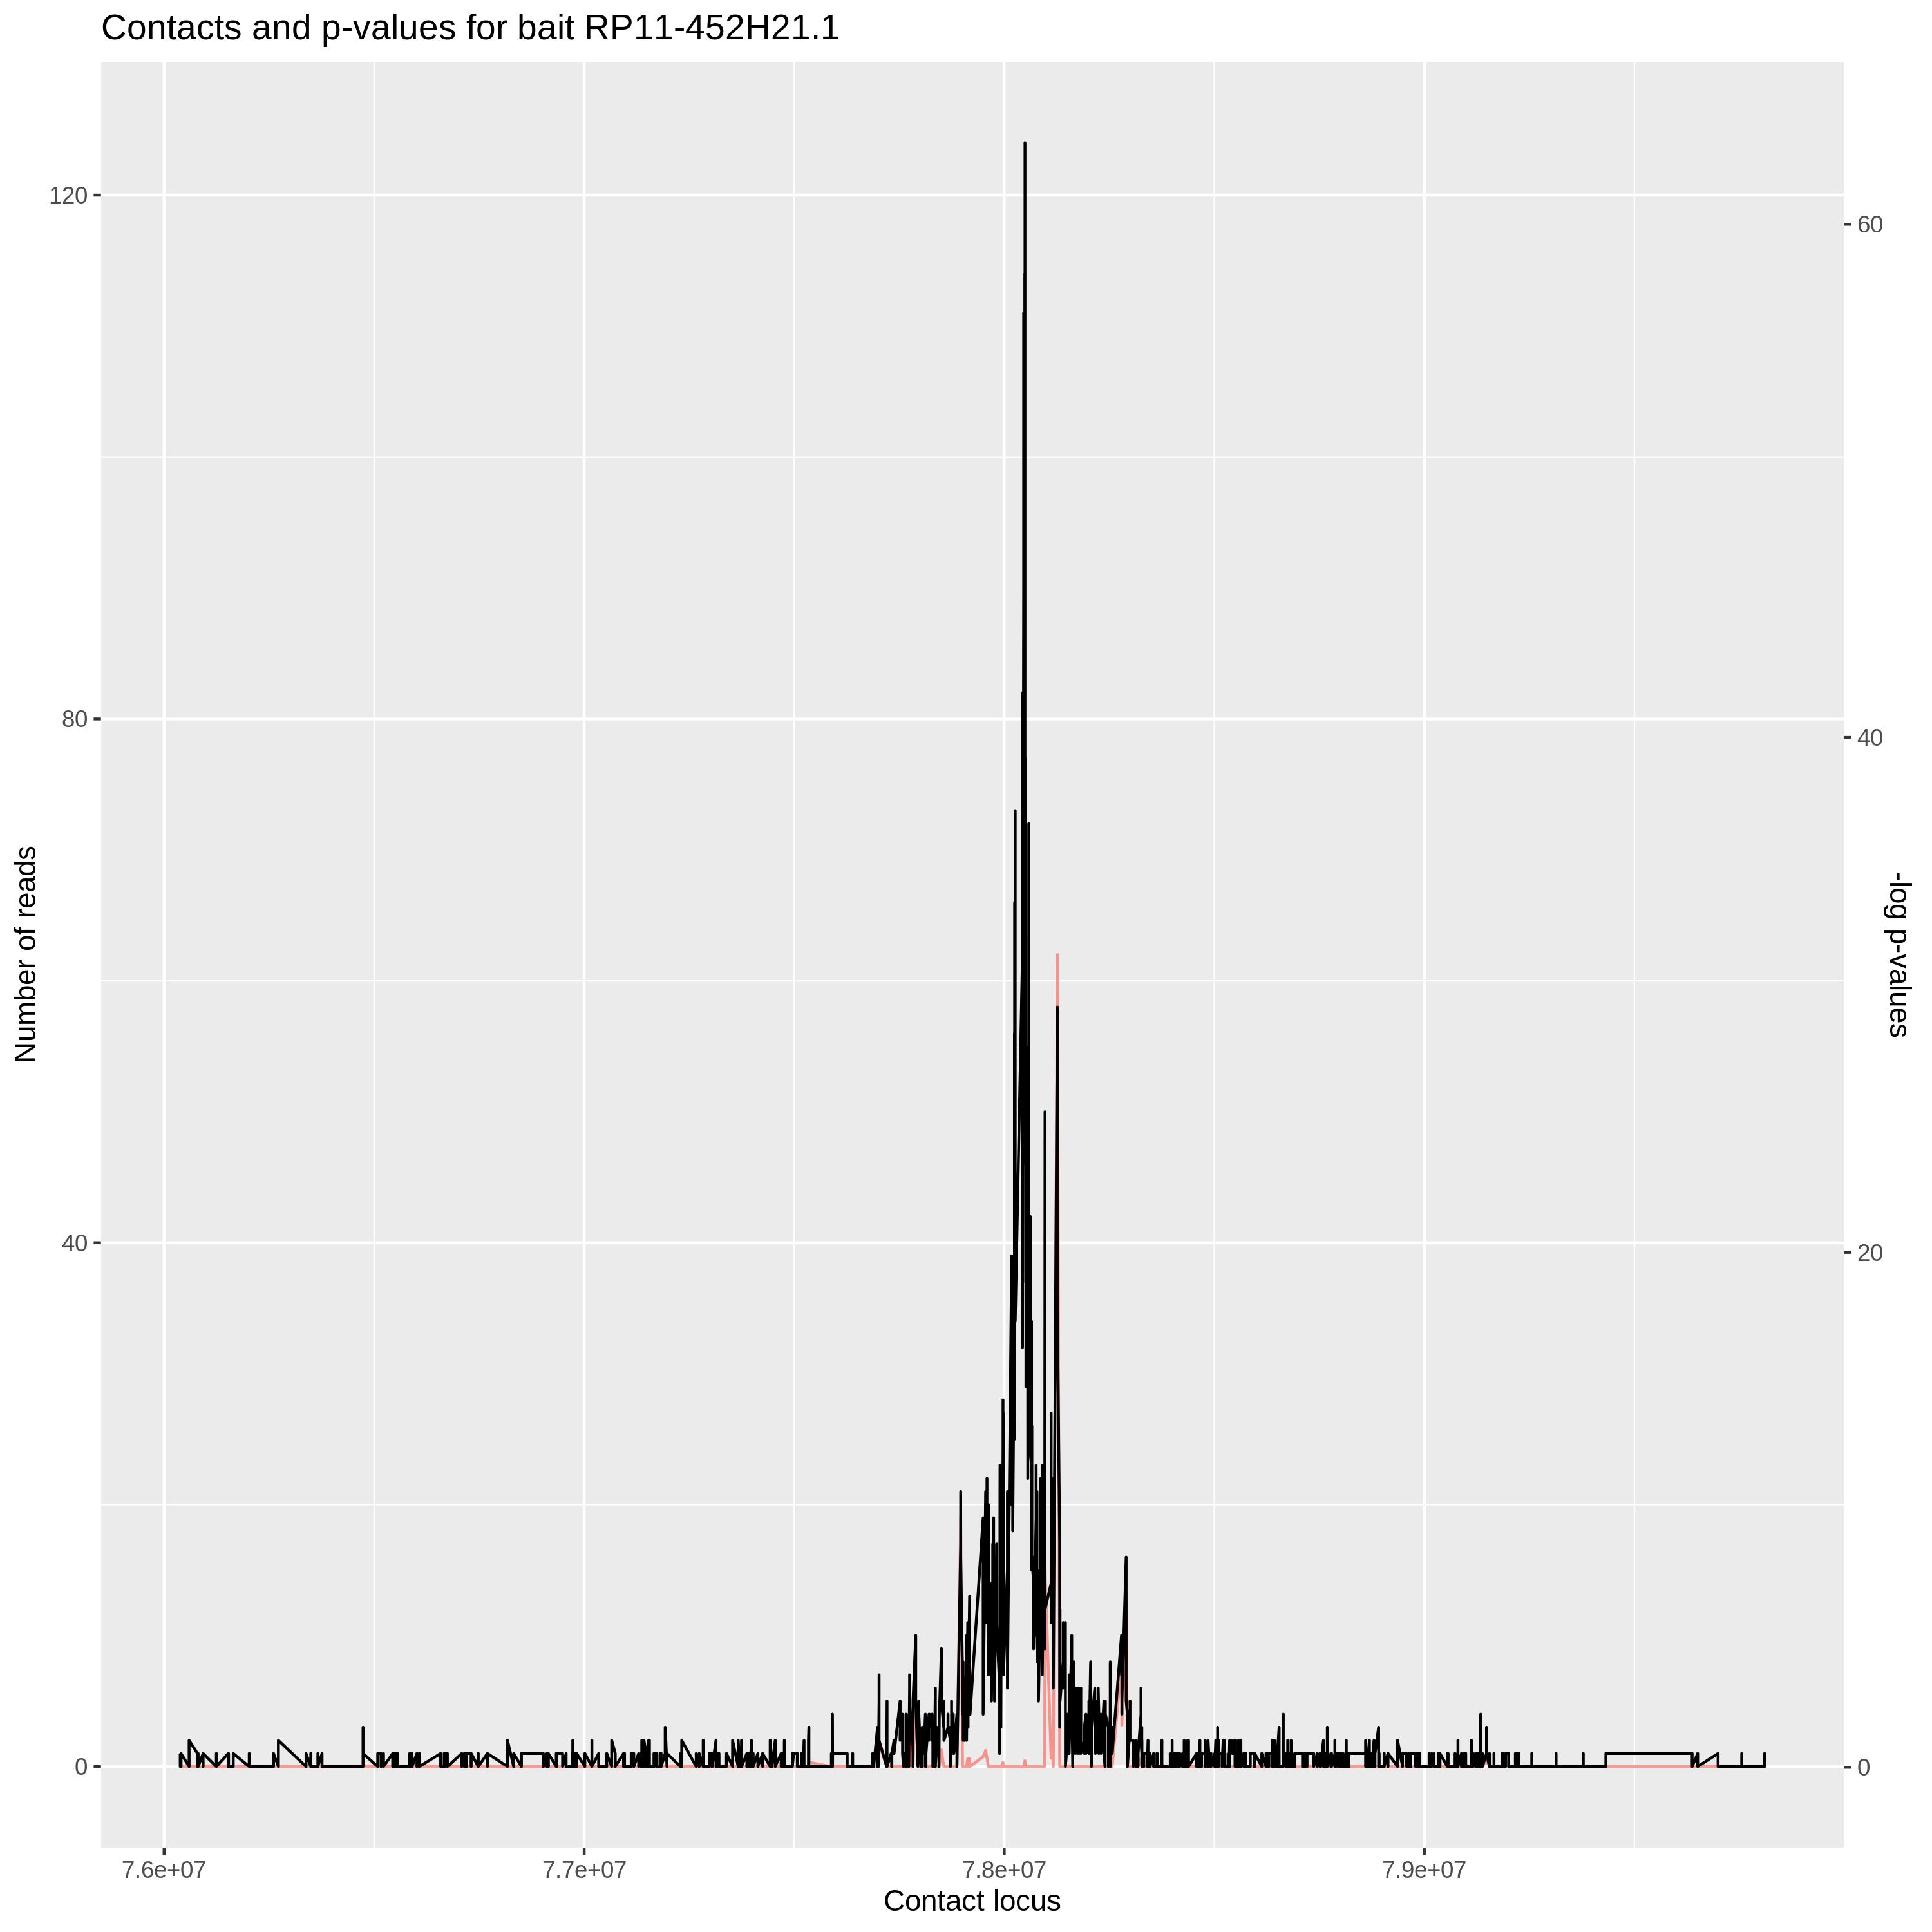 Contacts and p-values for bait RP11-452H21.1
120
80
40
0
Number of reads
60
40
20
0
-log p-values
7.6e+07
7.7e+07
7.8e+07
7.9e+07
Contact locus